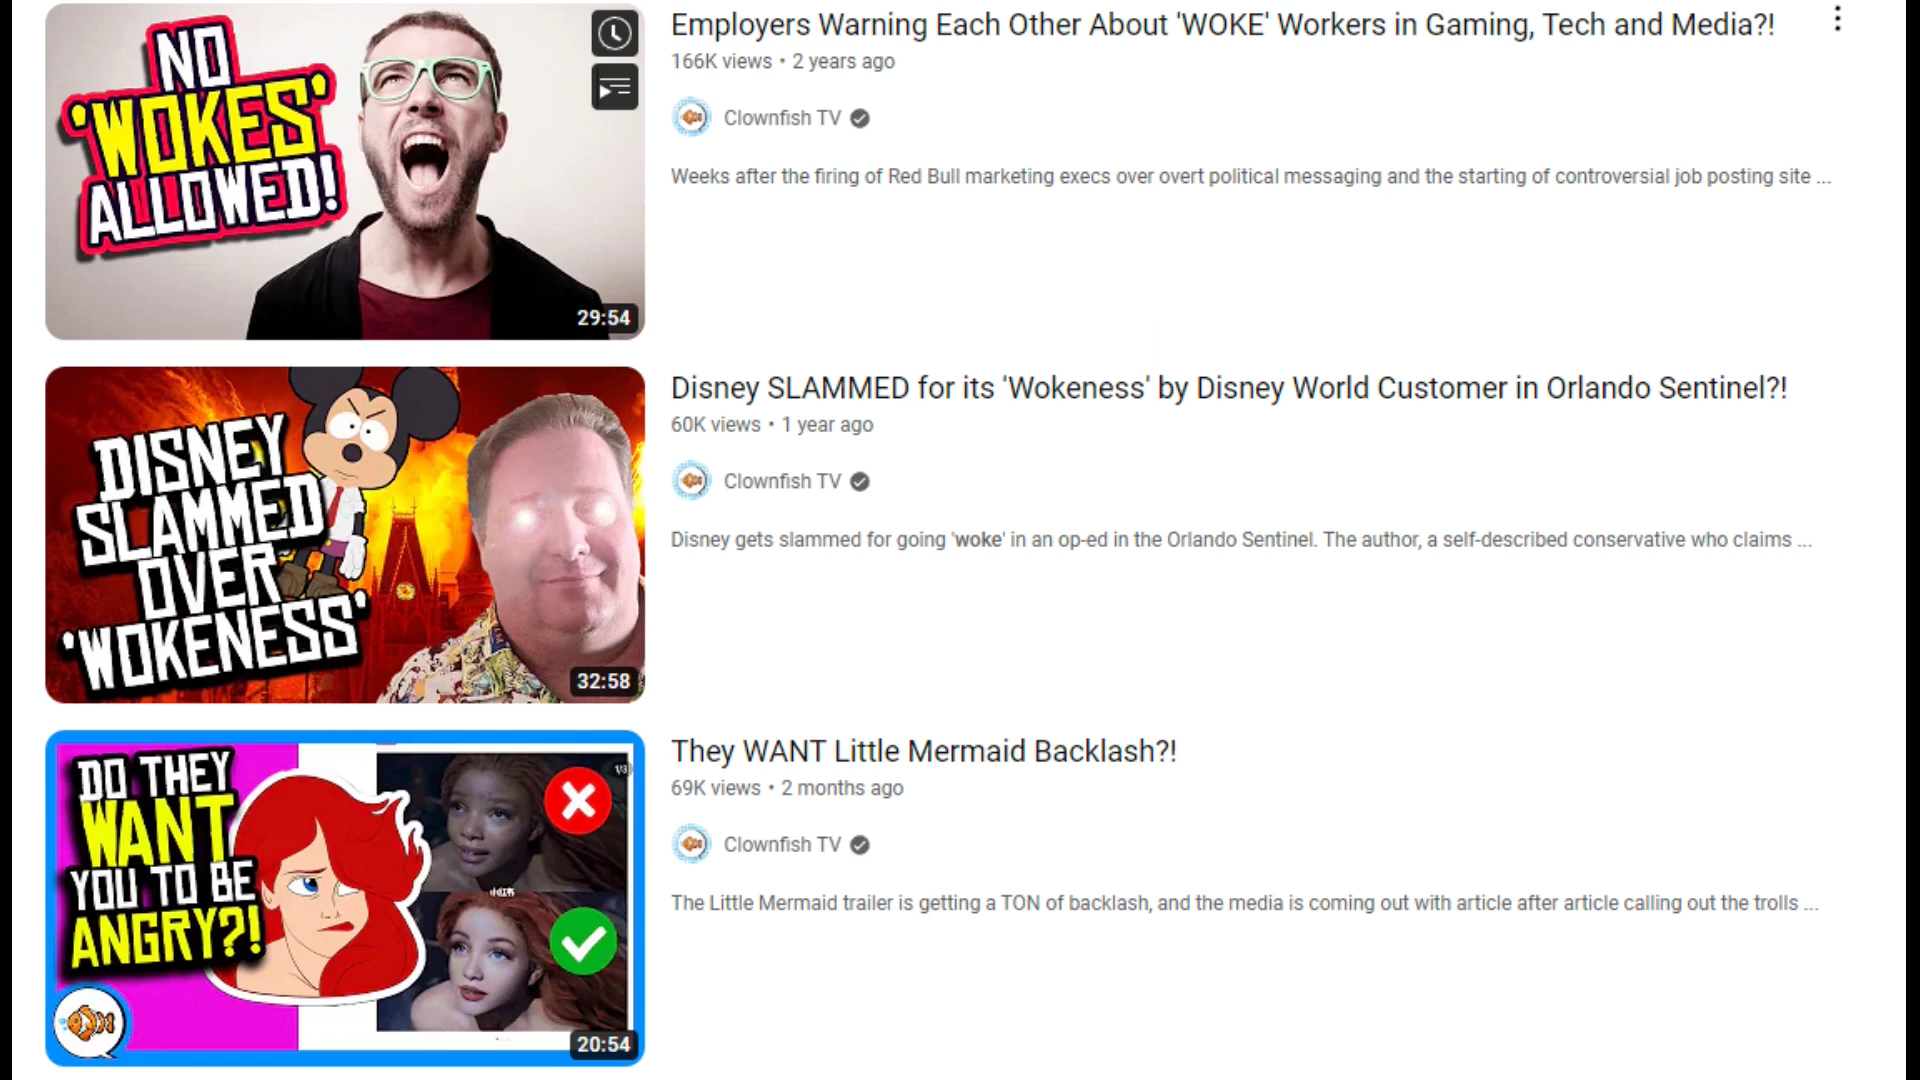 NO
'WOKES'
ALLOWED!
29:54
Employers Warning Each Other About 'WOKE' Workers in Gaming, Tech and Media?!
166K views • 2 years ago
Clownfish TV
Weeks after the firing of Red Bull marketing execs over overt political messaging and the starting of controversial job posting site ...
DISNEY
SLAMMED
OVER
'WOKENESS'
32:58
Disney SLAMMED for its 'Wokeness' by Disney World Customer in Orlando Sentinel?!
60K views • 1 year ago
Clownfish TV
Disney gets slammed for going 'woke' in an op-ed in the Orlando Sentinel. The author, a self-described conservative who claims ...
DO THEY
WANT
YOU TO BE
ANGRY?!
1/3
20:54
They WANT Little Mermaid Backlash?!
69K views • 2 months ago
Clownfish TV
The Little Mermaid trailer is getting a TON of backlash, and the media is coming out with article after article calling out the trolls ...